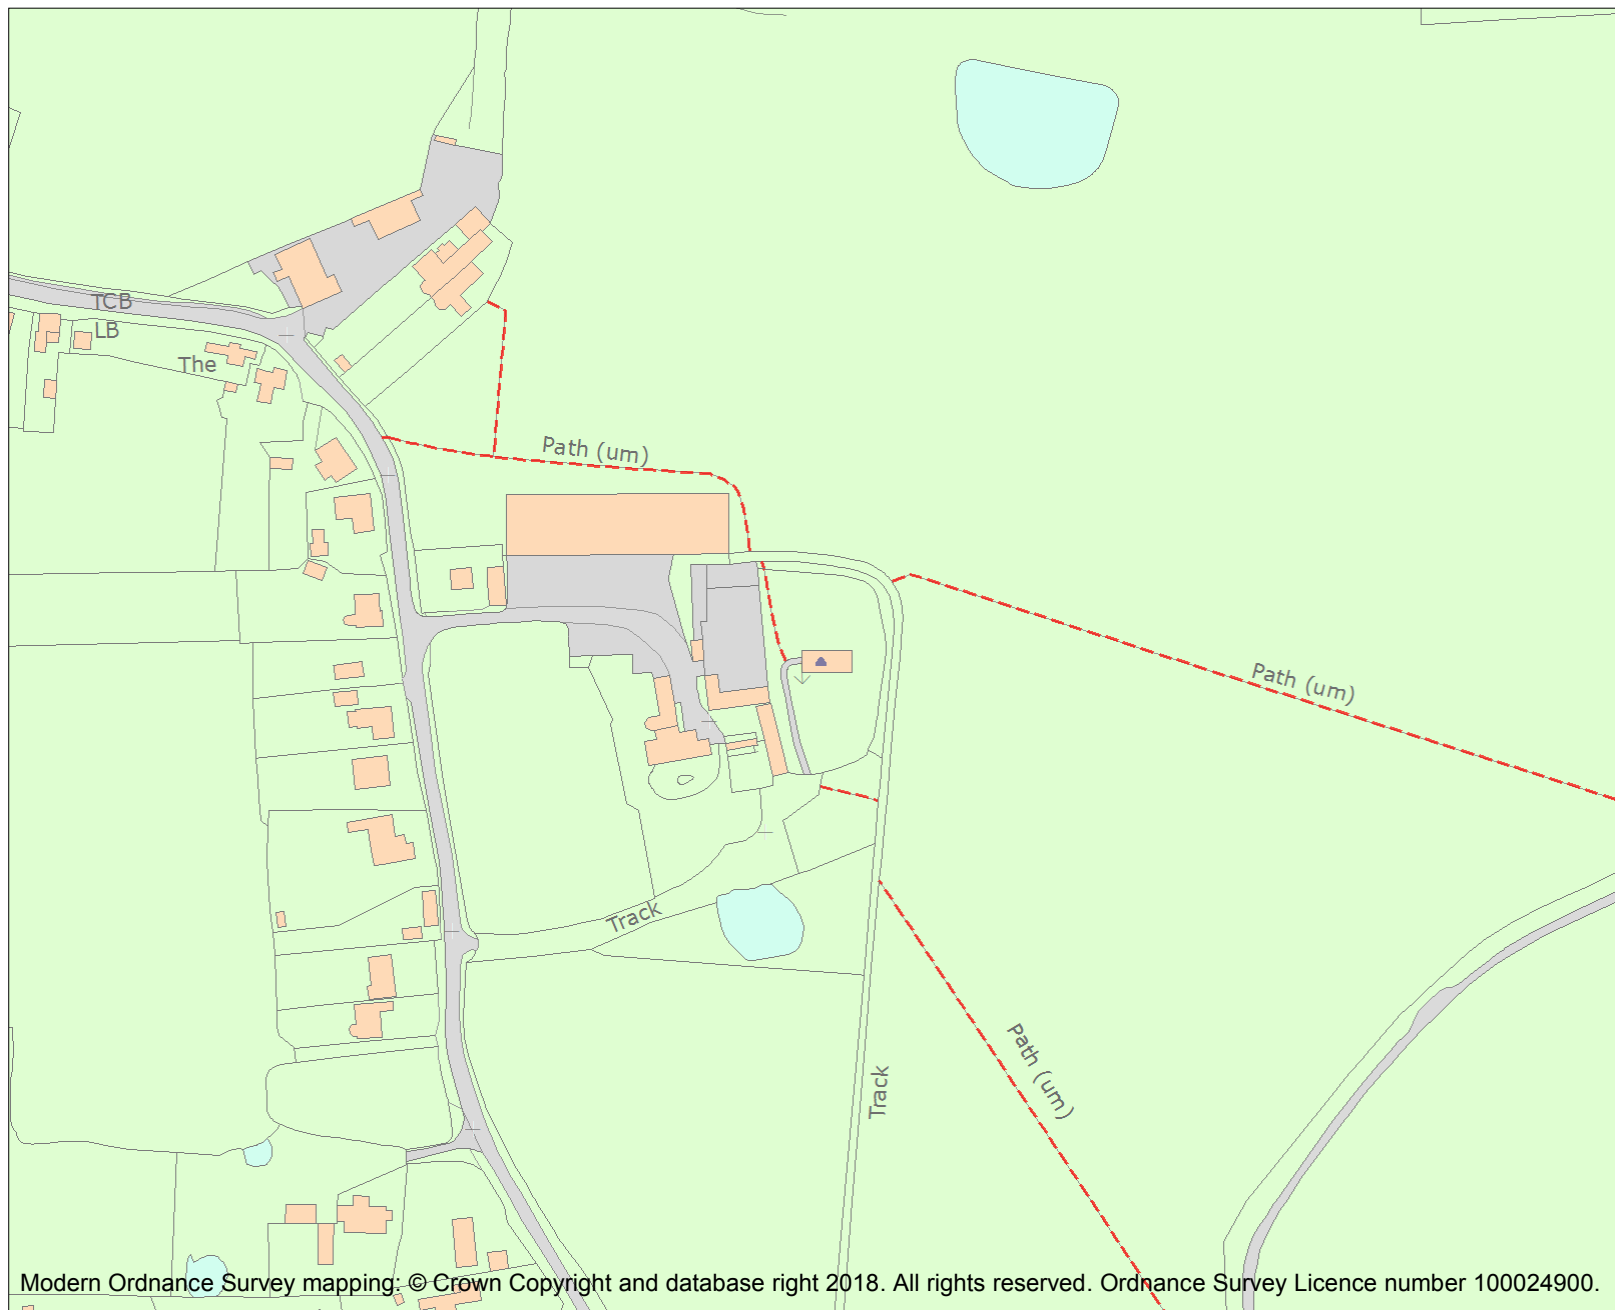 TCB
LB
The
Path (um)
Path (um)
Track
Path (um)
Track
Modern Ordnance Survey mapping: © Crown Copyright and database right 2018. All rights reserved. Ordnance Survey Licence number 100024900.